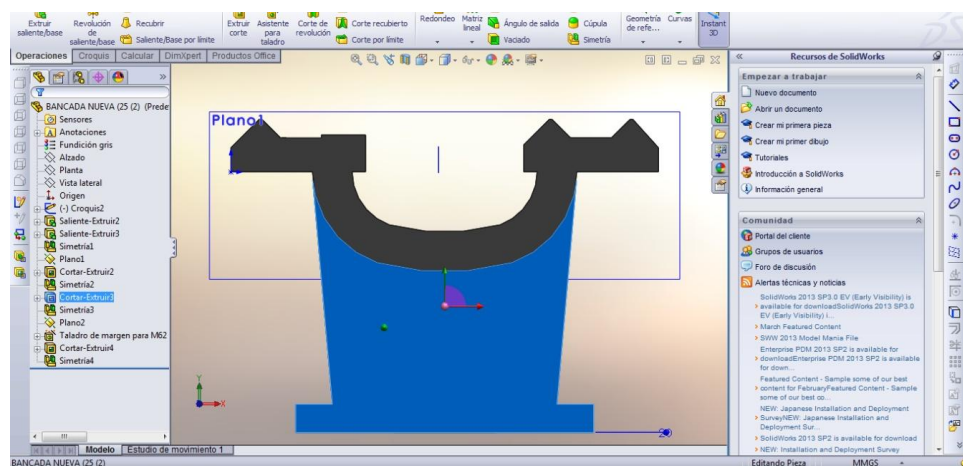 Extruir saliente/base
Revolución de saliente/base
Recubrir
Saliente/Base por límite
Extruir corte
Asistente para taladro
Corte de revolución
Corte recubierto
Corte por límite
Redondeo
Matriz lineal
Ángulo de salida
Vaciado
Cúpula
Simetría
Geometría de refe...
Curvas
Instant 3D
Operaciones
Croquis
Calcular
DimXpert
Productos Office
BANCADA NUEVA (25 (2) (Prede
Sensores
Anotaciones
Fundición gris
Alzado
Planta
Vista lateral
Origen
(-) Croquis2
Saliente-Extruir2
Saliente-Extruir3
Simetría1
Plano1
Cortar-Extruir2
Simetría2
Cortar-Extruir3
Simetría3
Plano2
Taladro de margen para M62
Cortar-Extruir4
Simetría4
Plano1
Y
X
Recursos de SolidWorks
Empezar a trabajar
Nuevo documento
Abrir un documento
Crear mi primera pieza
Crear mi primer dibujo
Tutoriales
Introducción a SolidWorks
Información general
Comunidad
Portal del cliente
Grupos de usuarios
Foro de discusión
Alertas técnicas y noticias
SolidWorks 2013 SP3.0 EV (Early Visibility) is
available for downloadSolidWorks 2013 SP3.0
EV (Early Visibility) i...
March Featured Content
SWW 2013 Model Mania File
Enterprise PDM 2013 SP2 is available for
downloadEnterprise PDM 2013 SP2 is available
for down...
Featured Content - Sample some of our best
content for FebruaryFeatured Content - Sample
some of our best co...
NEW: Japanese Installation and Deployment
SurveyNEW: Japanese Installation and
Deployment Sur...
SolidWorks 2013 SP2 is available for download
NEW: Installation and Deployment Survey
Modelo
Estudio de movimiento 1
BANCADA NUEVA (25 (2)
Editando Pieza
MMGS